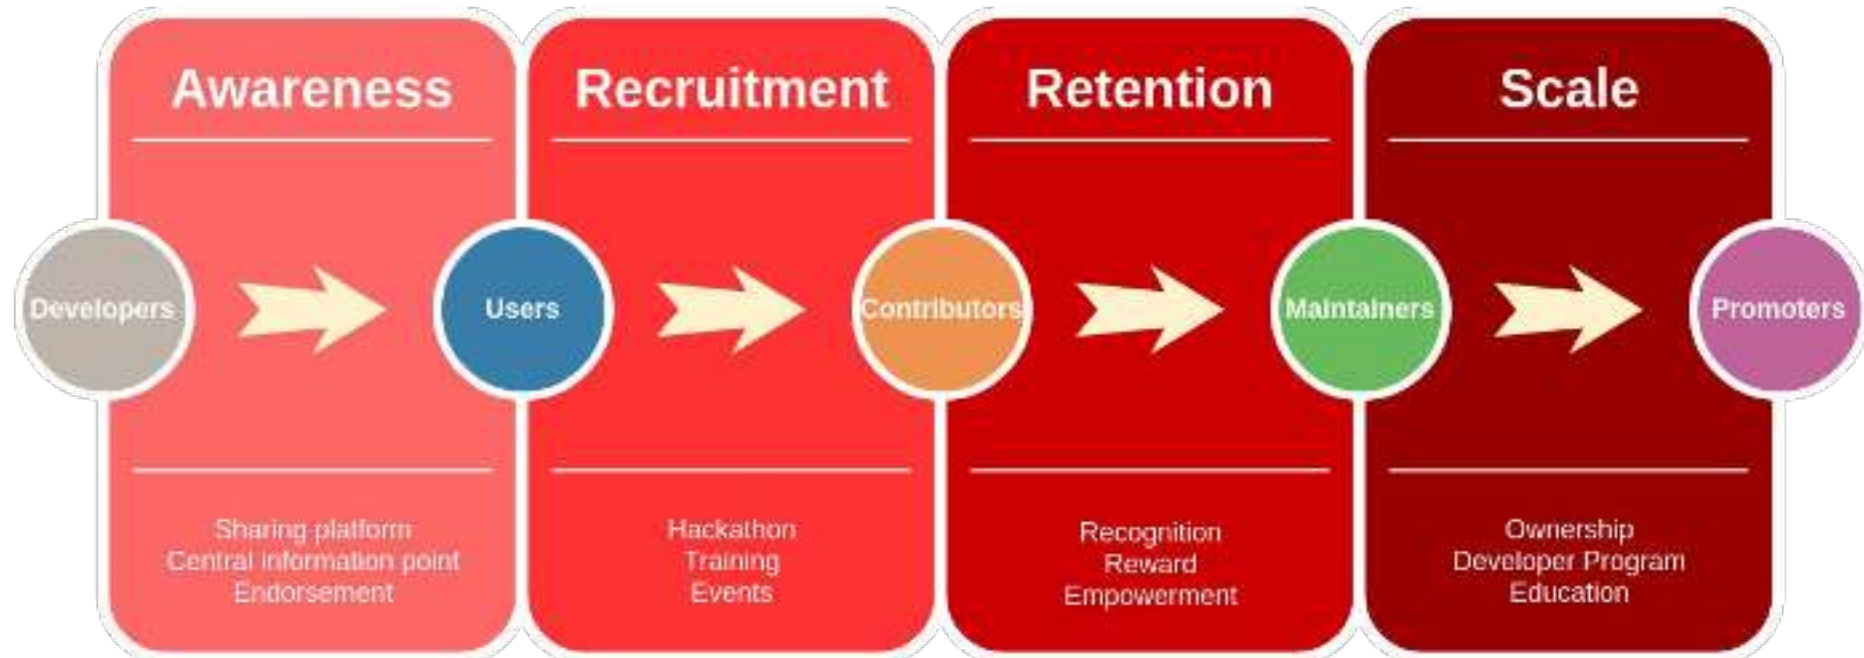 Awareness
Recruitment
Retention
Scale
Developers
Users
Contributors
Maintainers
Promoters
Sharing platform
Central information point
Endorsement
Hackathon
Training
Events
Recognition
Reward
Empowerment
Ownership
Developer Program
Education